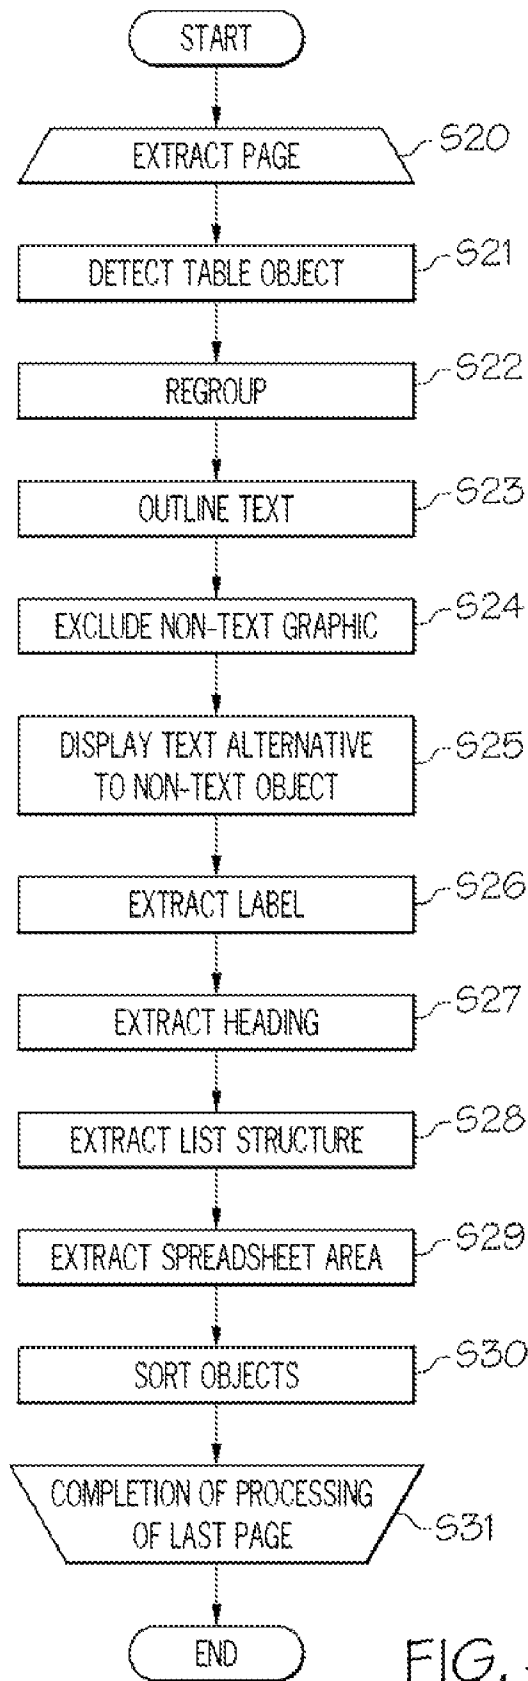 START
EXTRACT PAGE
S20
DETECT TABLE OBJECT
S21
REGROUP
S22
OUTLINE TEXT
S23
EXCLUDE NON-TEXT GRAPHIC
S24
DISPLAY TEXT ALTERNATIVE
TO NON-TEXT OBJECT
S25
EXTRACT LABEL
S26
EXTRACT HEADING
S27
EXTRACT LIST STRUCTURE
S28
EXTRACT SPREADSHEET AREA
S29
SORT OBJECTS
S30
COMPLETION OF PROCESSING
OF LAST PAGE
S31
END
FIG.